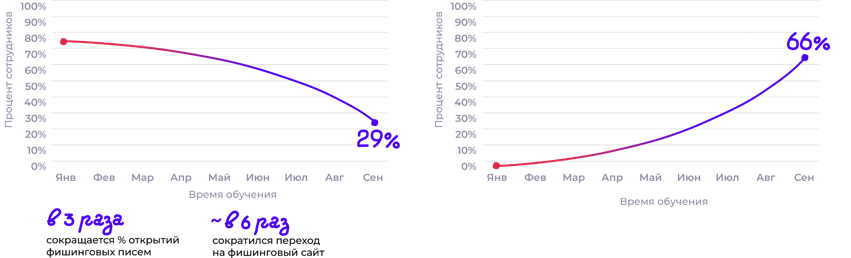 100%
90%
80%
70%
60%
50%
40%
30%
20%
10%
0%
Процент сотрудников
29%
Янв Фев Мар Апр Май Июн Июл Авг Сен
Время обучения
в 3 раза
сокращается % открытий
фишинговых писем
~ в 6 раз
сократился переход
на фишинговый сайт
100%
90%
80%
70%
60%
50%
40%
30%
20%
10%
0%
Процент сотрудников
66%
Янв Фев Мар Апр Май Июн Июл Авг Сен
Время обучения